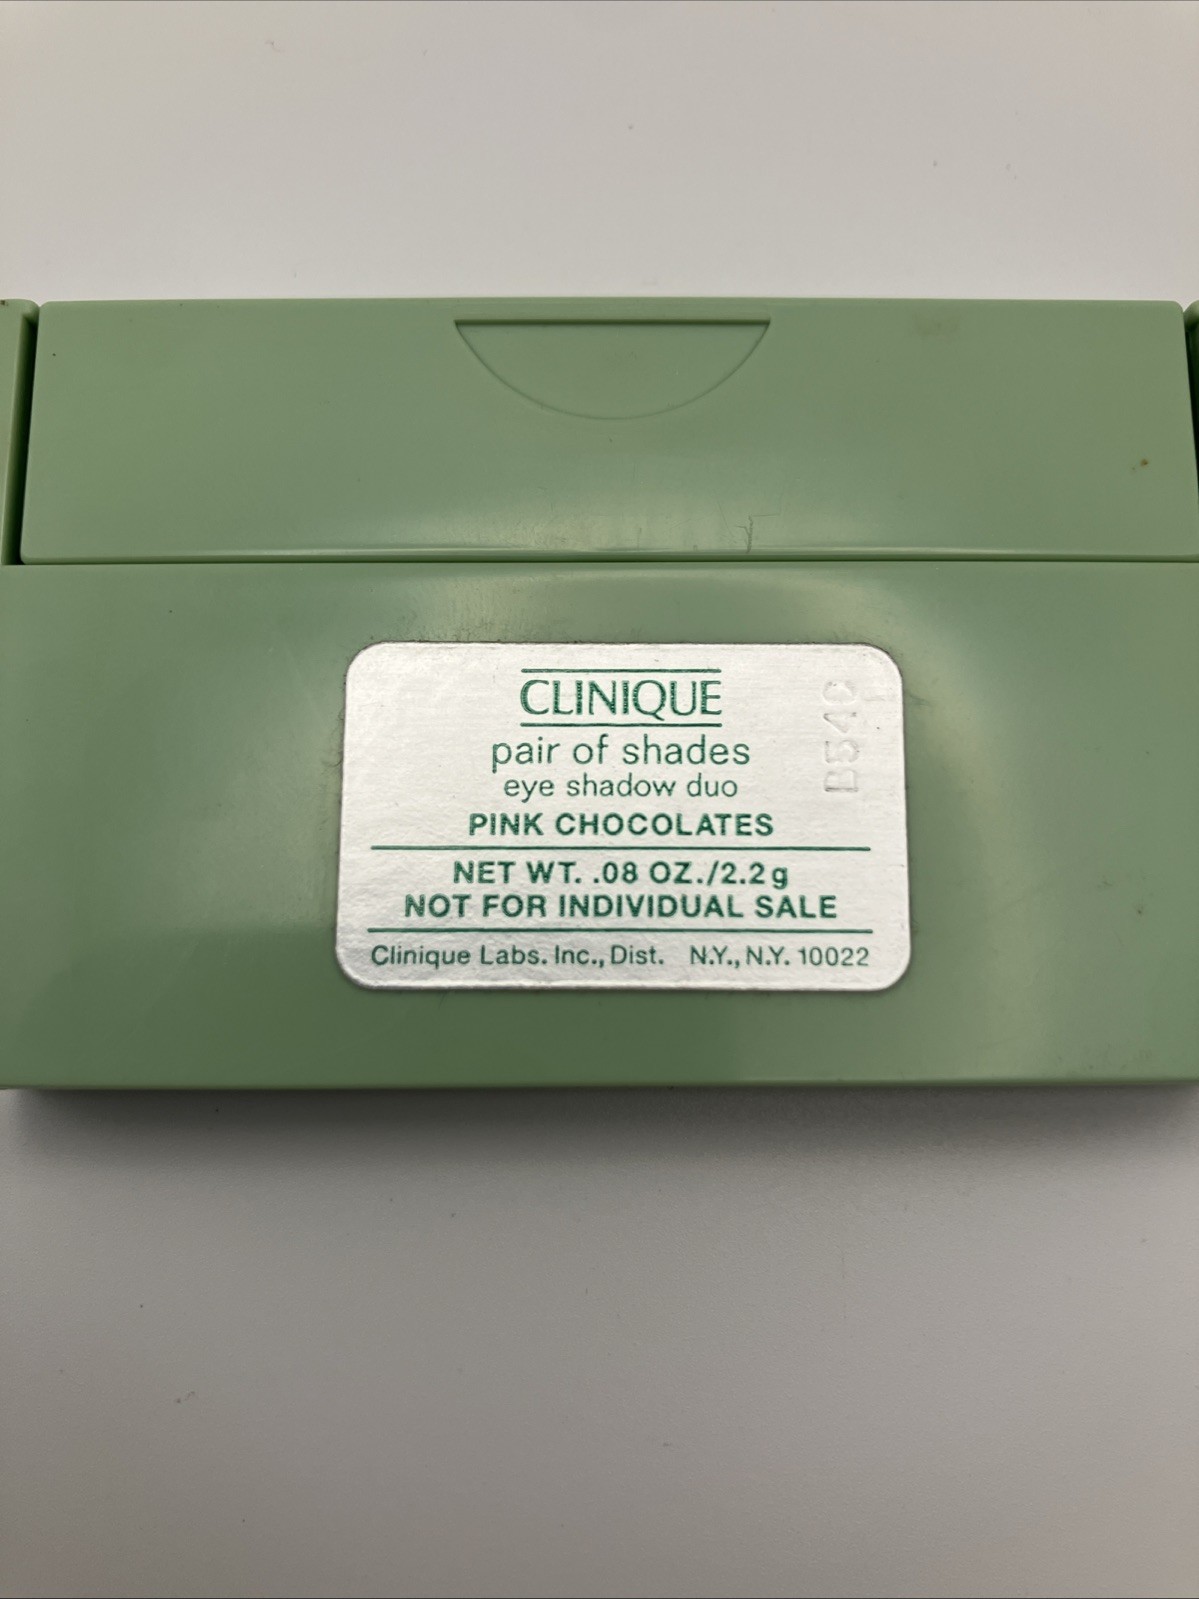 CLINIQUE
pair of shades
eye shadow duo
PINK CHOCOLATES
NET WT. .08 OZ./2.2g
NOT FOR INDIVIDUAL SALE
Clinique Labs. Inc., Dist. N.Y., N.Y. 10022